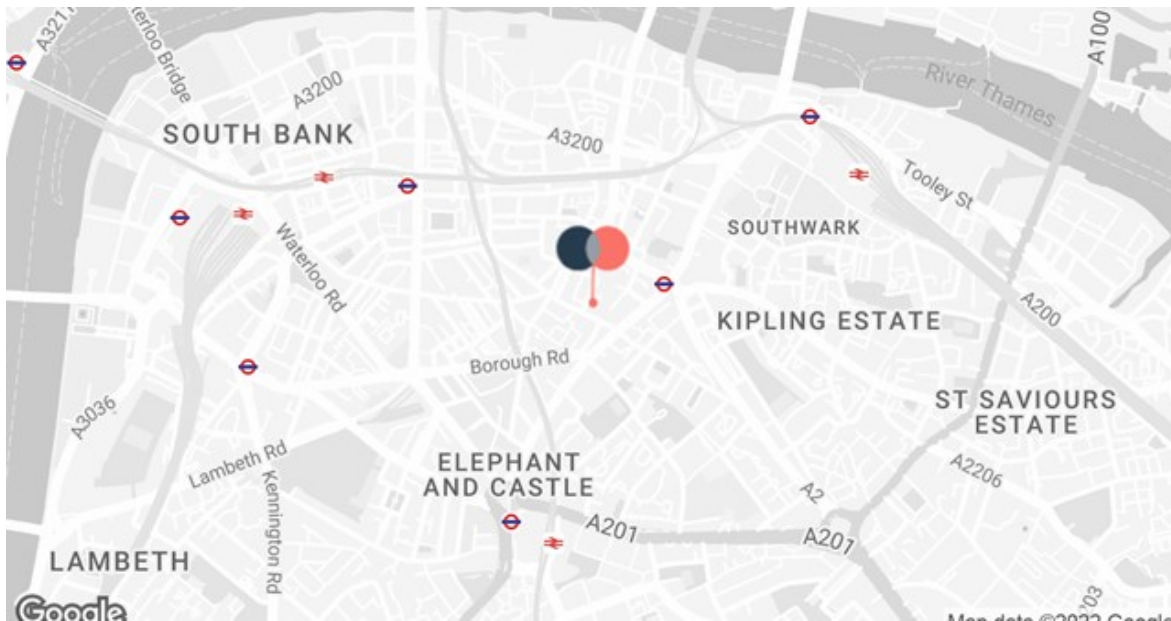 A3211
Waterloo Bridge
A100
River Thames
A3200
SOUTH BANK
A3200
Tooley St
SOUTHWARK
Waterloo Rd
A200
KIPLING ESTATE
Borough Rd
A3036
ST SAVIOURS
ESTATE
Lambeth Rd
ELEPHANT
AND CASTLE
A2206
Kennington Rd
A2
A201
A201
LAMBETH
Google
Map data ©2022 Google